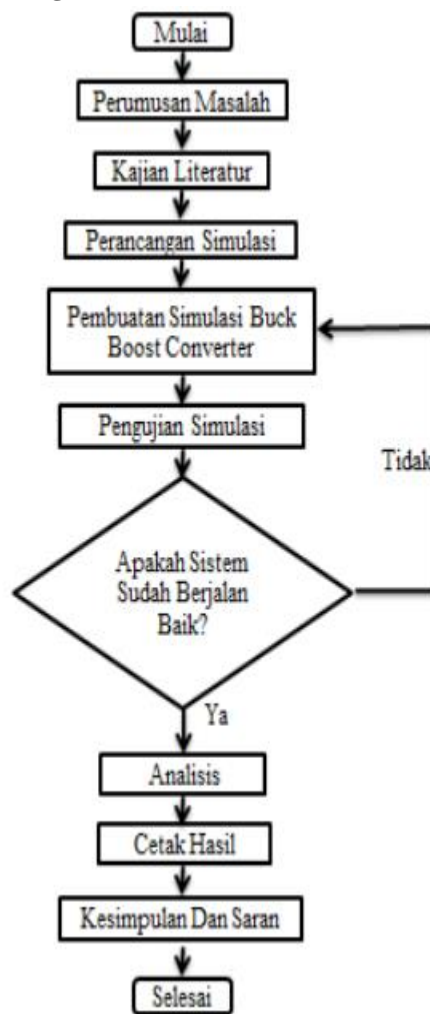 Mulai
Perumusan Masalah
Kajian Literatur
Perancangan Simulasi
Pembuatan Simulasi Buck
Boost Converter
Pengujian Simulasi
Tidak
Apakah Sistem
Sudah Berjalan
Baik?
Ya
Analisis
Cetak Hasil
Kesimpulan Dan Saran
Selesai